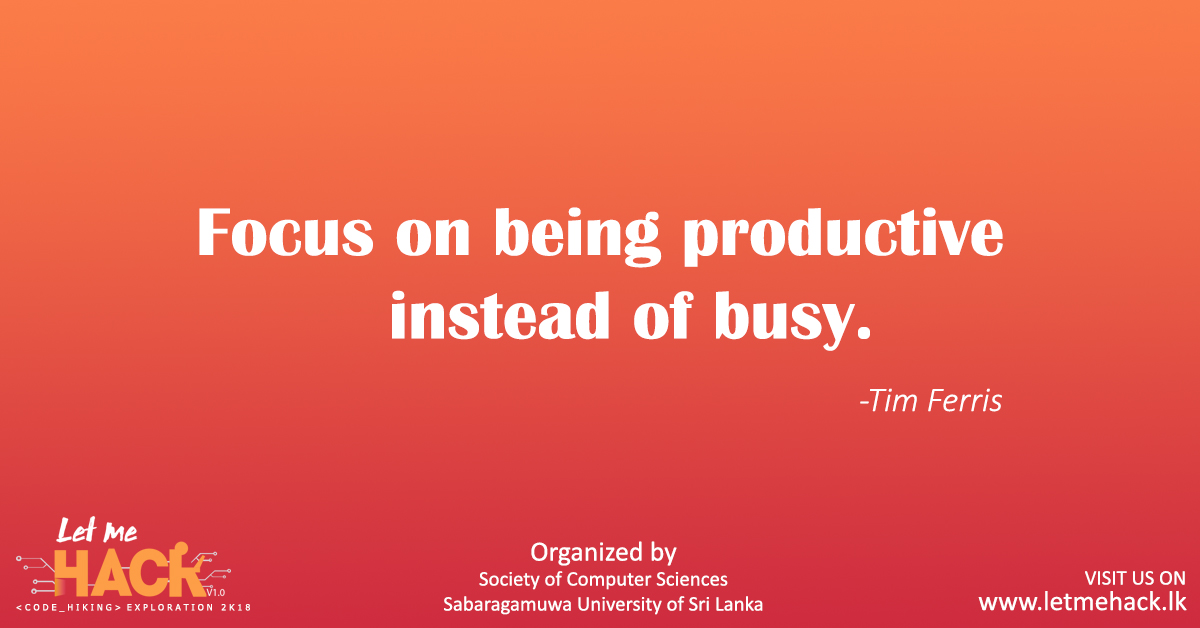 Focus on being productive
instead of busy.
-Tim Ferris
Let me
HACK
V1.0
<CODE_HIKING> EXPLORATION 2K18
Organized by
Society of Computer Sciences
Sabaragamuwa University of Sri Lanka
VISIT US ON
www.letmehack.lk